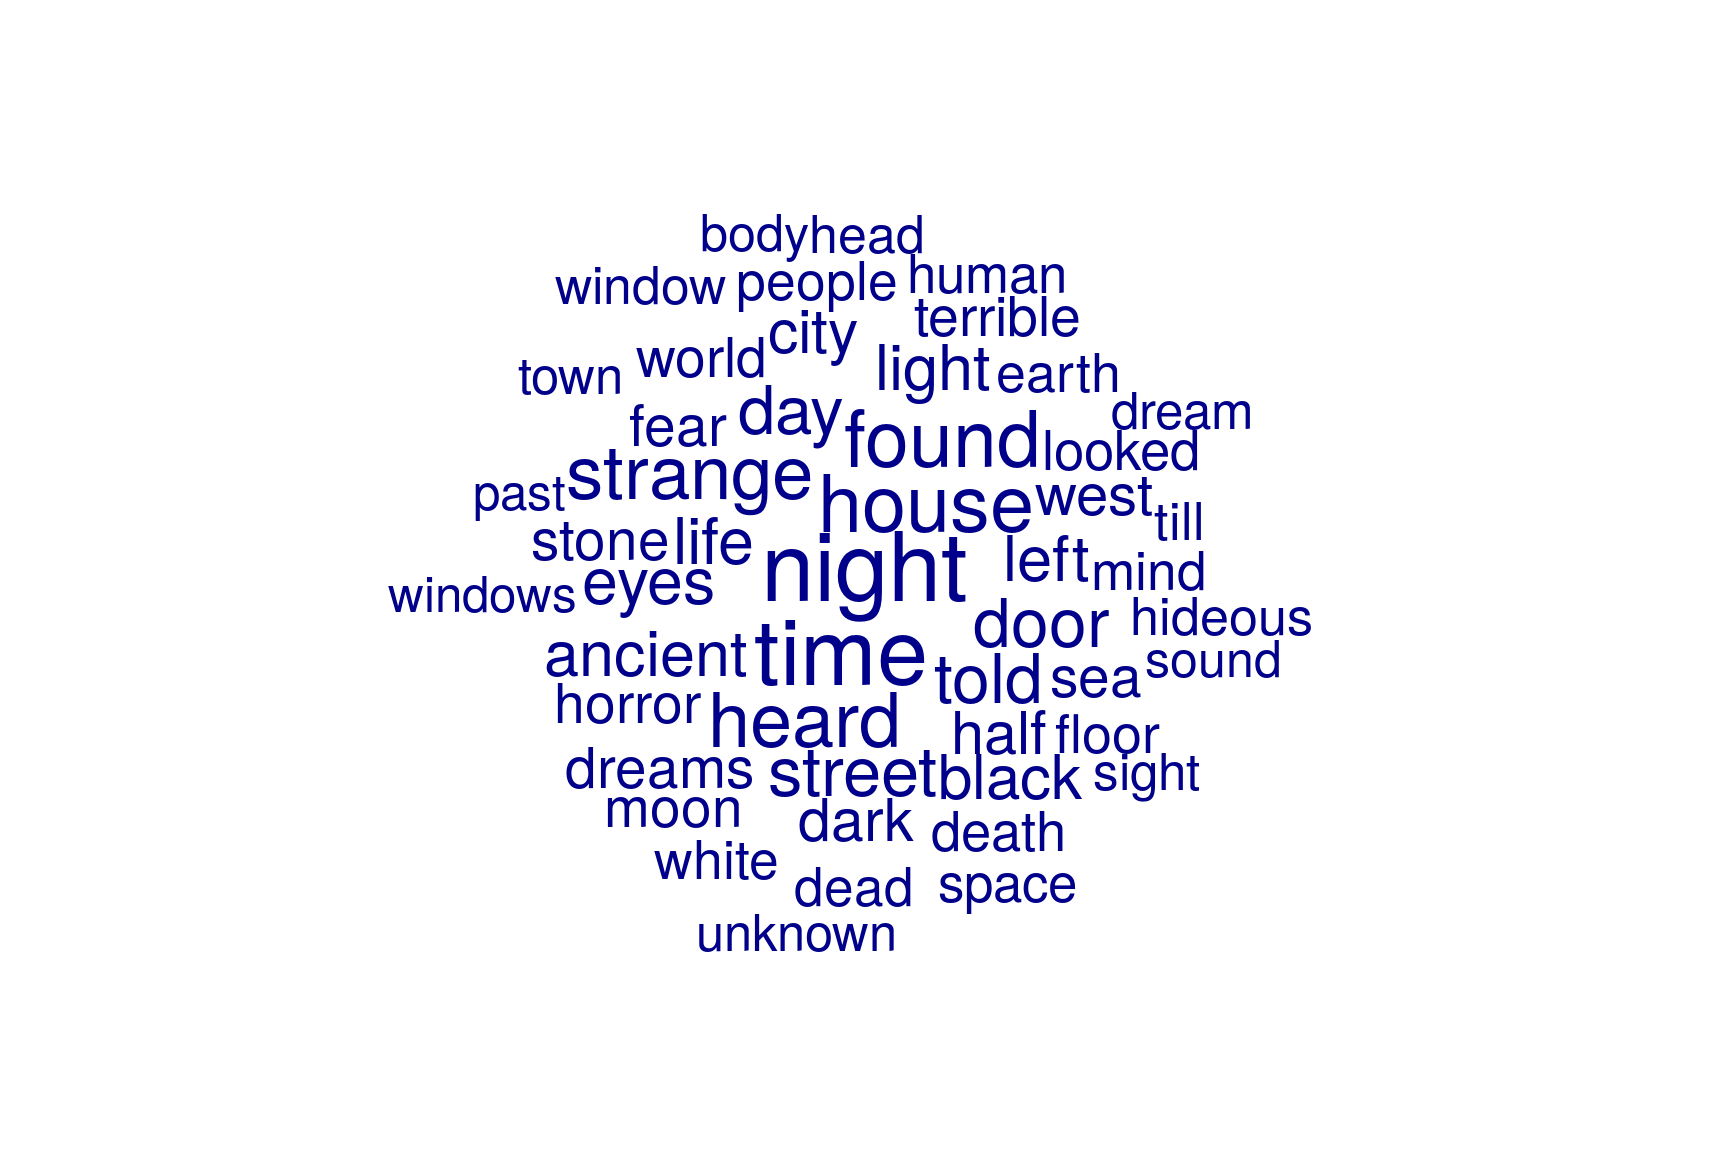 bodyhead
window people human
city terrible
town world light earth
fear day found dream
looked
past strange house west till
stone life night left mind
windows eyes door hideous
ancient time told sea sound
horror heard half floor
dreams street black sight
moon dark death
white dead space
unknown